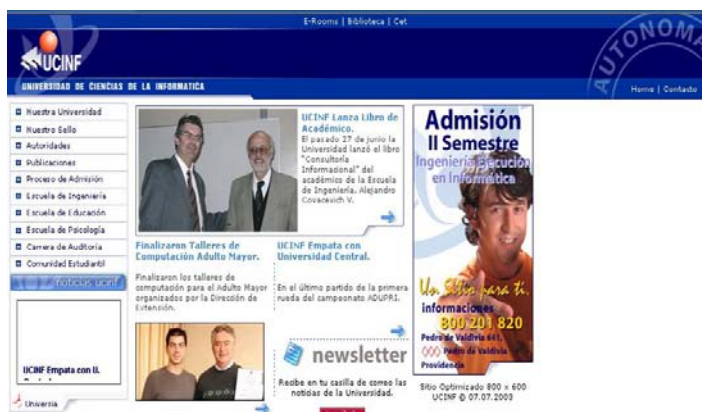 E-Rooms | Biblioteca | Cet
AUTONOMA
UCINF
UNIVERSIDAD DE CIENCIAS DE LA INFORMATICA
Home | Contacto
Nuestra Universidad
Nuestro Sello
Autoridades
Publicaciones
Proceso de Admisión
Escuela de Ingeniería
Escuela de Educación
Escuela de Psicología
Carrera de Auditoría
Comunidad Estudiantil
noticias ucinf
UCINF Empata con U.
Universia
UCINF Lanza Libro de
Académico.
El pasado 27 de junio la
Universidad lanzó el libro
"Consultoría
Informacional" del
académico de la Escuela
de Ingeniería, Alejandro
Covacevich V.
Finalizaron Talleres de
Computación Adulto Mayor.
Finalizaron los talleres de
computación para el Adulto Mayor
organizados por la Dirección de
Extensión.
UCINF Empata con
Universidad Central.
En el último partido de la primera
rueda del campeonato ADUPRI.
newsletter
Recibe en tu casilla de correo las
noticias de la Universidad.
Admisión
II Semestre
Ingeniería Ejecución
en Informática
Un Sitio para ti.
informaciones
800 201 820
Pedro de Valdivia 641,
Pedro de Valdivia
Providencia
Sitio Optimizado 800 x 600
UCINF © 07.07.2003